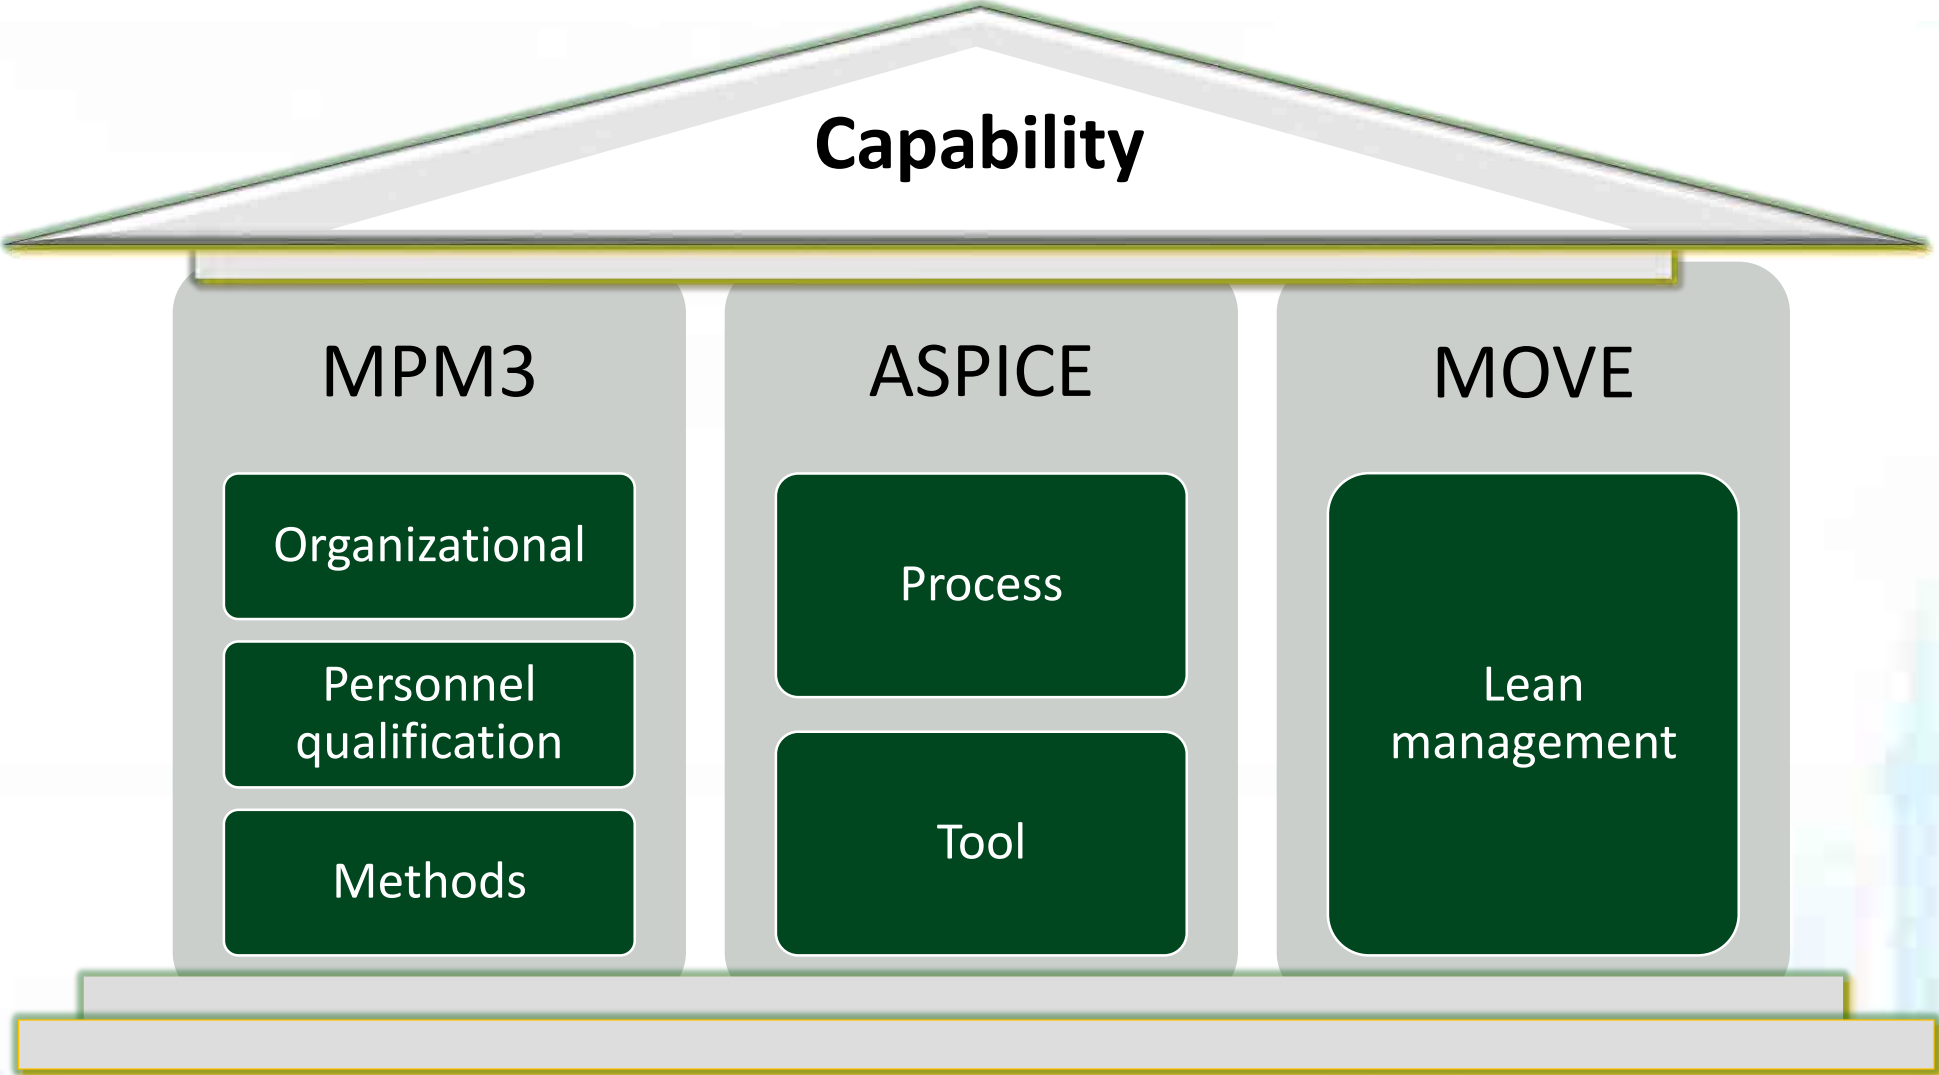 Capability
MPM3
Organizational
Personnel
qualification
Methods
ASPICE
Process
Tool
MOVE
Lean
management